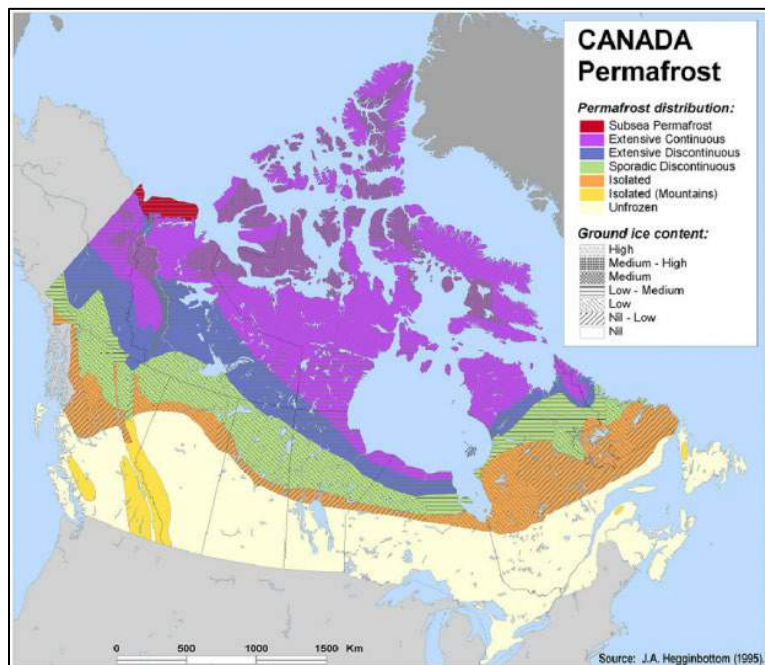 CANADA
Permafrost
Permafrost distribution:
Subsea Permafrost
Extensive Continuous
Extensive Discontinuous
Sporadic Discontinuous
Isolated
Isolated (Mountains)
Unfrozen
Ground ice content:
High
Medium - High
Medium
Low - Medium
Low
Nil - Low
Nil
0 500 1000 1500 Km
Source: J.A. Hegginbottom (1995).